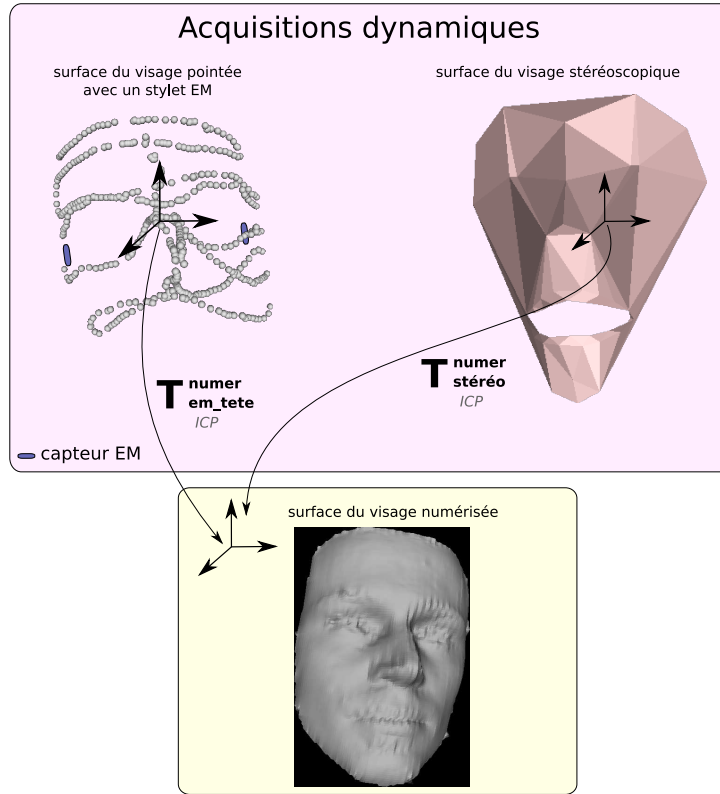 Acquisitions dynamiques
surface du visage pointée
avec un stylet EM
surface du visage stéréoscopique
T numer
em_tete
ICP
T numer
stéréo
ICP
capteur EM
surface du visage numérisée